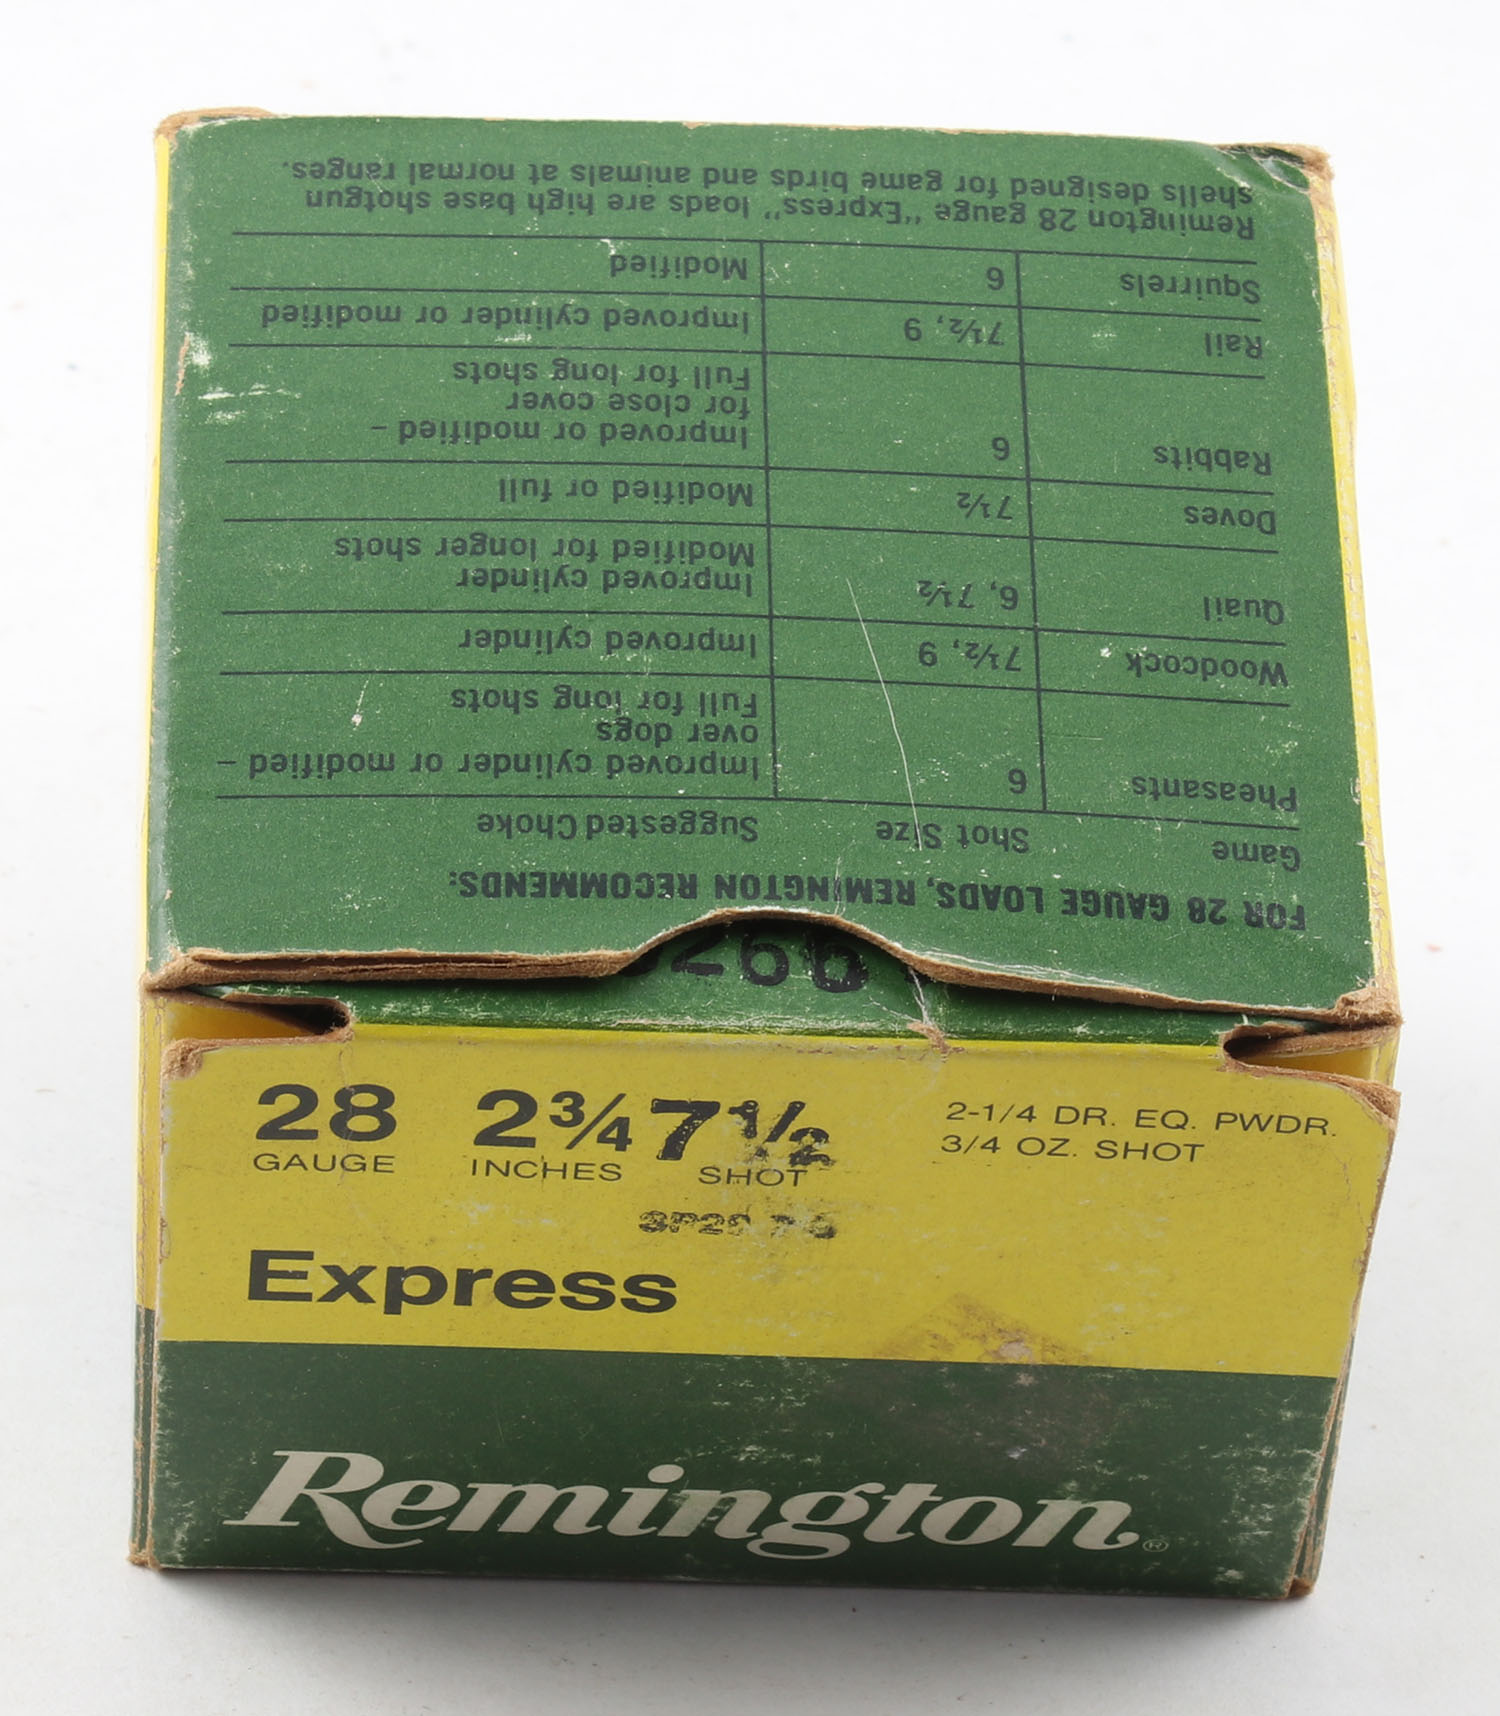 FOR 28 GAUGE LOADS, REMINGTON RECOMMENDS:
Game Shot Size Suggested Choke
Pheasants 6 Improved cylinder or modified –
over dogs
Full for long shots
Woodcock 7½, 9 Improved cylinder
Quail 6, 7½ Improved cylinder
Modified for longer shots
Doves 7½ Modified or full
Rabbits 6 Improved or modified –
for close cover
Full for long shots
Rail 7½, 9 Improved cylinder or modified
Squirrels 6 Modified
Remington 28 gauge "Express" loads are high base shotgun
shells designed for game birds and animals at normal ranges.
28 2¾ 7½
GAUGE INCHES SHOT
2-1/4 DR. EQ. PWDR.
3/4 OZ. SHOT
Express
Remington®